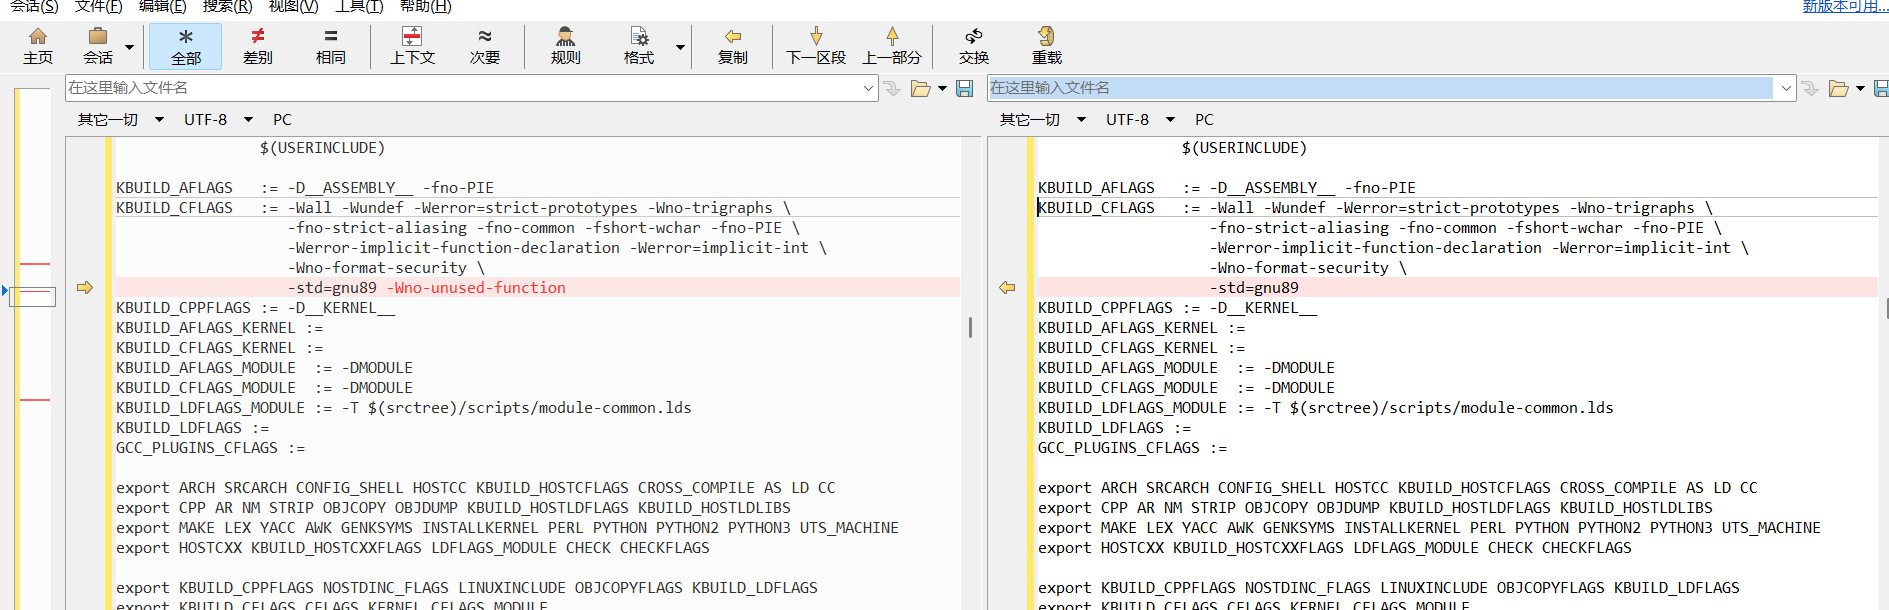 会话(S) 文件(F) 编辑(E) 搜索(R) 视图(V) 工具(T) 帮助(H) 新版本可用...
主页 会话 全部 差别 相同 上下文 次要 规则 格式 复制 下一区段 上一部分 交换 重载
在这里输入文件名 在这里输入文件名
其它一切 UTF-8 PC 其它一切 UTF-8 PC
$(USERINCLUDE)
KBUILD_AFLAGS := -D__ASSEMBLY__ -fno-PIE
KBUILD_CFLAGS := -Wall -Wundef -Werror=strict-prototypes -Wno-trigraphs \
-fno-strict-aliasing -fno-common -fshort-wchar -fno-PIE \
-Werror-implicit-function-declaration -Werror=implicit-int \
-Wno-format-security \
-std=gnu89 -Wno-unused-function
KBUILD_CPPFLAGS := -D__KERNEL__
KBUILD_AFLAGS_KERNEL :=
KBUILD_CFLAGS_KERNEL :=
KBUILD_AFLAGS_MODULE := -DMODULE
KBUILD_CFLAGS_MODULE := -DMODULE
KBUILD_LDFLAGS_MODULE := -T $(srctree)/scripts/module-common.lds
KBUILD_LDFLAGS :=
GCC_PLUGINS_CFLAGS :=
export ARCH SRCARCH CONFIG_SHELL HOSTCC KBUILD_HOSTCFLAGS CROSS_COMPILE AS LD CC
export CPP AR NM STRIP OBJCOPY OBJDUMP KBUILD_HOSTLDFLAGS KBUILD_HOSTLDLIBS
export MAKE LEX YACC AWK GENKSYMS INSTALLKERNEL PERL PYTHON PYTHON2 PYTHON3 UTS_MACHINE
export HOSTCXX KBUILD_HOSTCXXFLAGS LDFLAGS_MODULE CHECK CHECKFLAGS
export KBUILD_CPPFLAGS NOSTDINC_FLAGS LINUXINCLUDE OBJCOPYFLAGS KBUILD_LDFLAGS
export KBUILD_CFLAGS CFLAGS_KERNEL CFLAGS_MODULE
$(USERINCLUDE)
KBUILD_AFLAGS := -D__ASSEMBLY__ -fno-PIE
KBUILD_CFLAGS := -Wall -Wundef -Werror=strict-prototypes -Wno-trigraphs \
-fno-strict-aliasing -fno-common -fshort-wchar -fno-PIE \
-Werror-implicit-function-declaration -Werror=implicit-int \
-Wno-format-security \
-std=gnu89
KBUILD_CPPFLAGS := -D__KERNEL__
KBUILD_AFLAGS_KERNEL :=
KBUILD_CFLAGS_KERNEL :=
KBUILD_AFLAGS_MODULE := -DMODULE
KBUILD_CFLAGS_MODULE := -DMODULE
KBUILD_LDFLAGS_MODULE := -T $(srctree)/scripts/module-common.lds
KBUILD_LDFLAGS :=
GCC_PLUGINS_CFLAGS :=
export ARCH SRCARCH CONFIG_SHELL HOSTCC KBUILD_HOSTCFLAGS CROSS_COMPILE AS LD CC
export CPP AR NM STRIP OBJCOPY OBJDUMP KBUILD_HOSTLDFLAGS KBUILD_HOSTLDLIBS
export MAKE LEX YACC AWK GENKSYMS INSTALLKERNEL PERL PYTHON PYTHON2 PYTHON3 UTS_MACHINE
export HOSTCXX KBUILD_HOSTCXXFLAGS LDFLAGS_MODULE CHECK CHECKFLAGS
export KBUILD_CPPFLAGS NOSTDINC_FLAGS LINUXINCLUDE OBJCOPYFLAGS KBUILD_LDFLAGS
export KBUILD_CFLAGS CFLAGS_KERNEL CFLAGS_MODULE